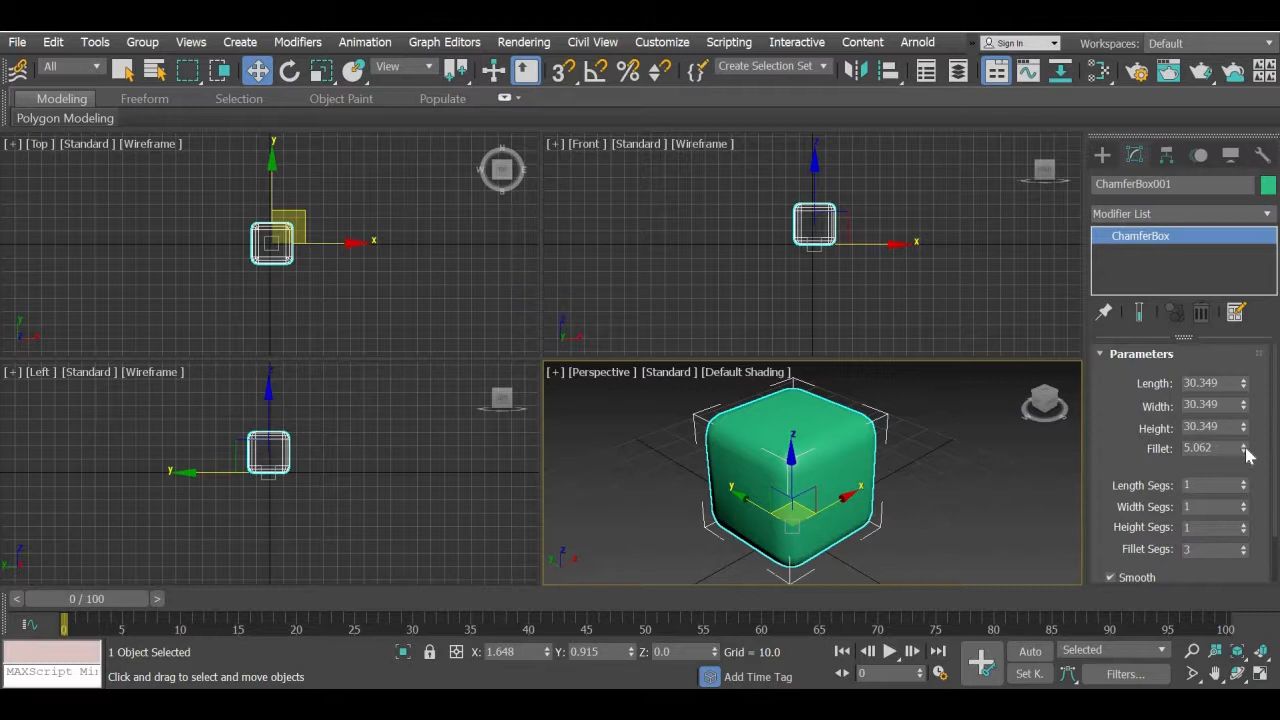 File Edit Tools Group Views Create Modifiers Animation Graph Editors Rendering Civil View Customize Scripting Interactive Content Arnold Sign In Workspaces: Default
All View Create Selection Set
Modeling Freeform Selection Object Paint Populate
Polygon Modeling
[+] [Top ] [Standard ] [Wireframe ]
y
N
W E
S
x
y
x
[+] [Front ] [Standard ] [Wireframe ]
z
x
z
x
ChamferBox001
Modifier List
ChamferBox
[+] [Left ] [Standard ] [Wireframe ]
y
z
y
[+] [Perspective ] [Standard ] [Default Shading ]
z
y x
z
y x
Parameters
Length: 30.349
Width: 30.349
Height: 30.349
Fillet: 5.062
Length Segs: 1
Width Segs: 1
Height Segs: 1
Fillet Segs: 3
Smooth
< 0 / 100 >
0 5 10 15 20 25 30 35 40 45 50 55 60 65 70 75 80 85 90 95 100
1 Object Selected X: 1.648 Y: 0.915 Z: 0.0 Grid = 10.0 Auto Selected
MAXScript Mi Click and drag to select and move objects Add Time Tag 0 Set K. Filters...